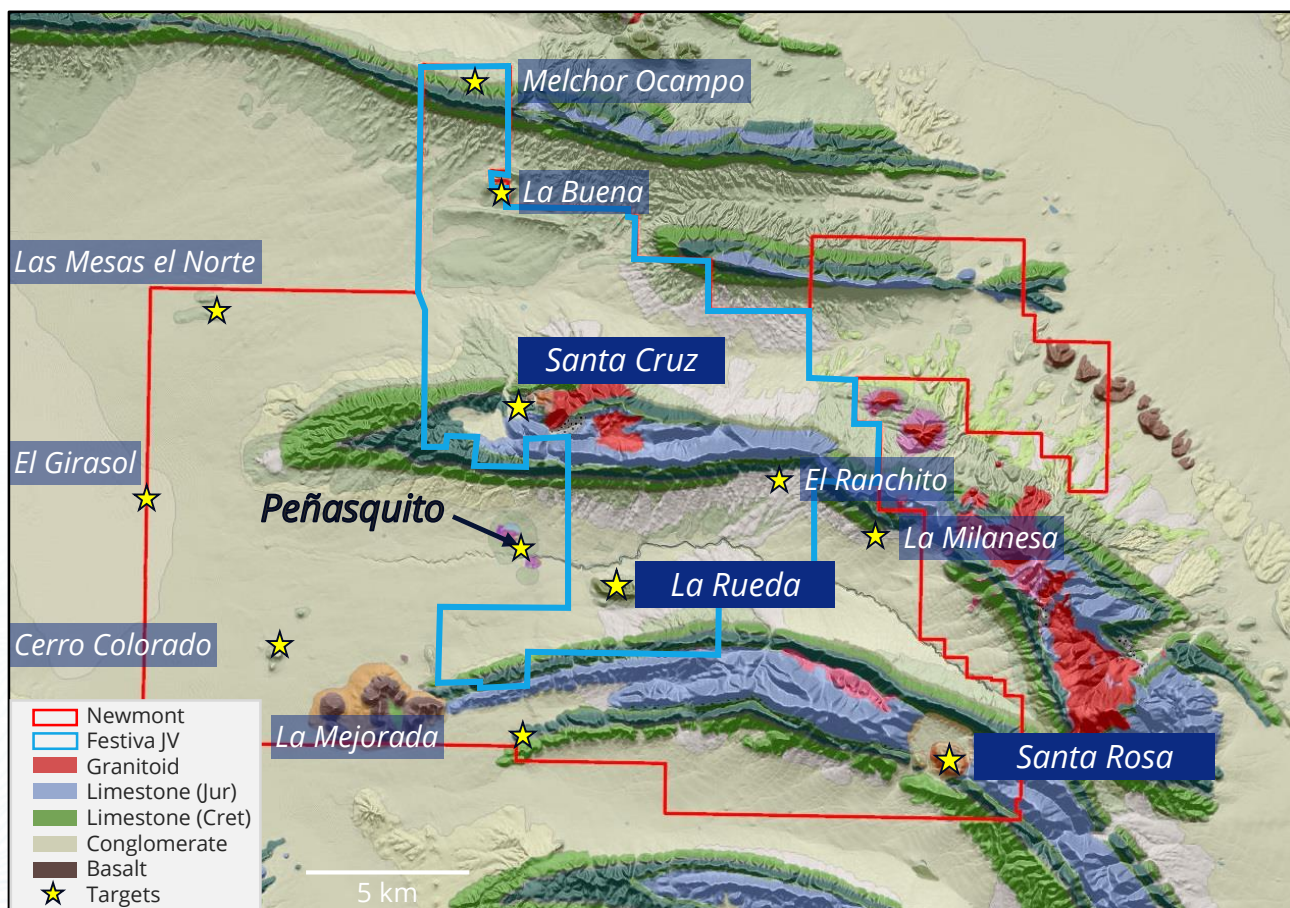 Melchor Ocampo
La Buena
Las Mesas el Norte
Santa Cruz
El Girasol
El Ranchito
Peñasquito
La Milanesa
La Rueda
Cerro Colorado
La Mejorada
Santa Rosa
Newmont
Festiva JV
Granitoid
Limestone (Jur)
Limestone (Cret)
Conglomerate
Basalt
Targets
5 km